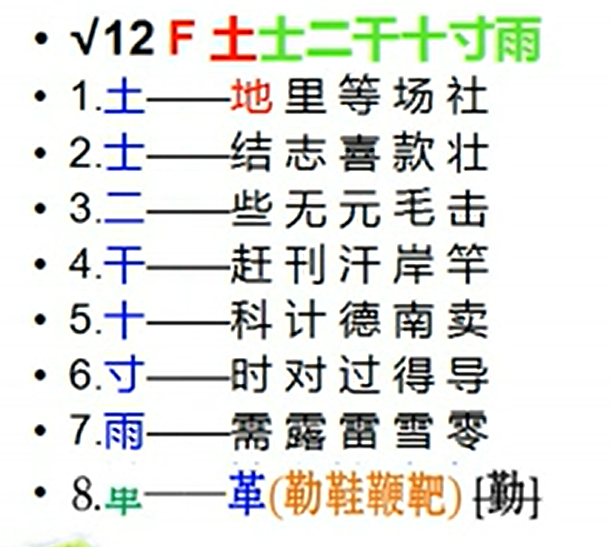 • √12 F 土士二干十寸雨
• 1.土——地 里 等 场 社
• 2.士——结 志 喜 款 壮
• 3.二——些 无 元 毛 击
• 4.干——赶 刊 汗 岸 竿
• 5.十——科 计 德 南 卖
• 6.寸——时 对 过 得 导
• 7.雨——需 露 雷 雪 零
• 8.——革(勒鞋鞭靶) [勤]